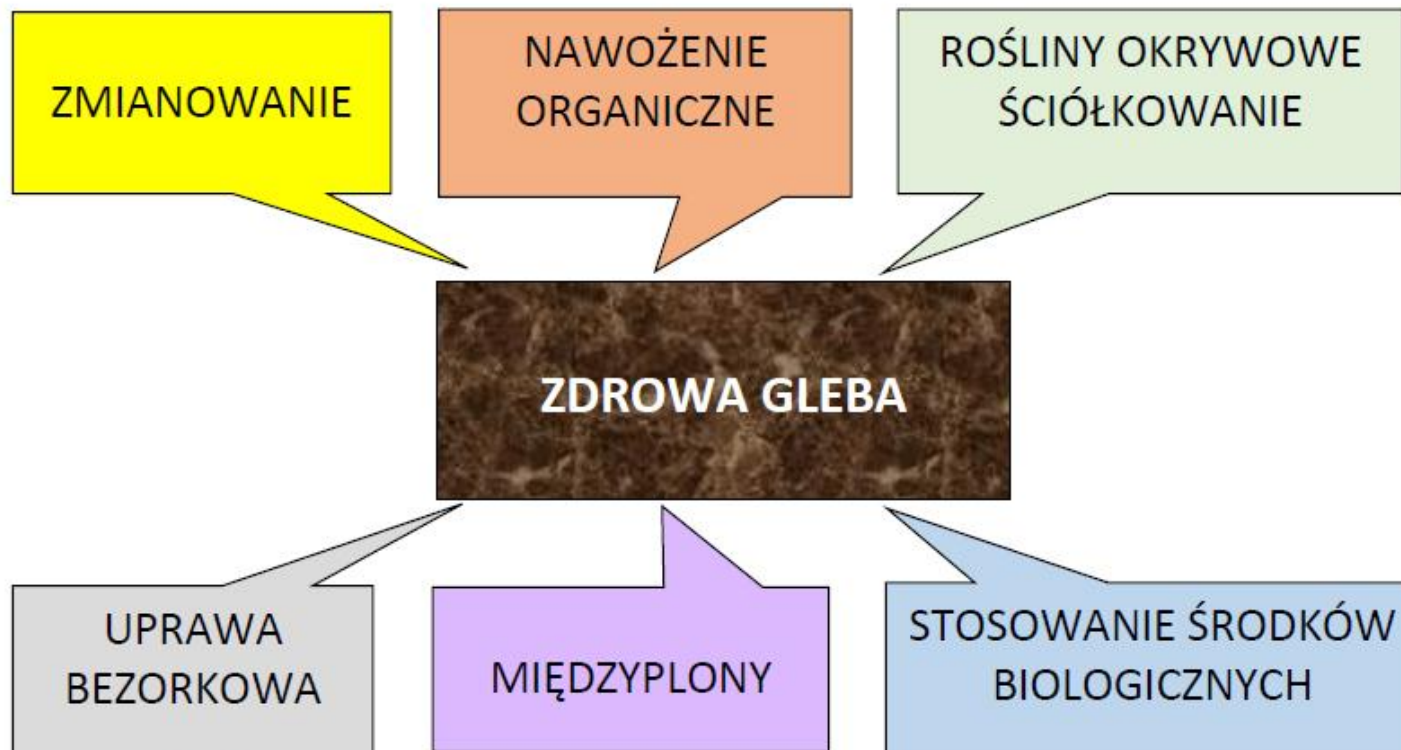 ZMIANOWANIE
NAWOŻENIE
ORGANICZNE
ROŚLINY OKRYWOWE
ŚCIÓŁKOWANIE
ZDROWA GLEBA
UPRAWA
BEZORKOWA
MIĘDZYPLONY
STOSOWANIE ŚRODKÓW
BIOLOGICZNYCH